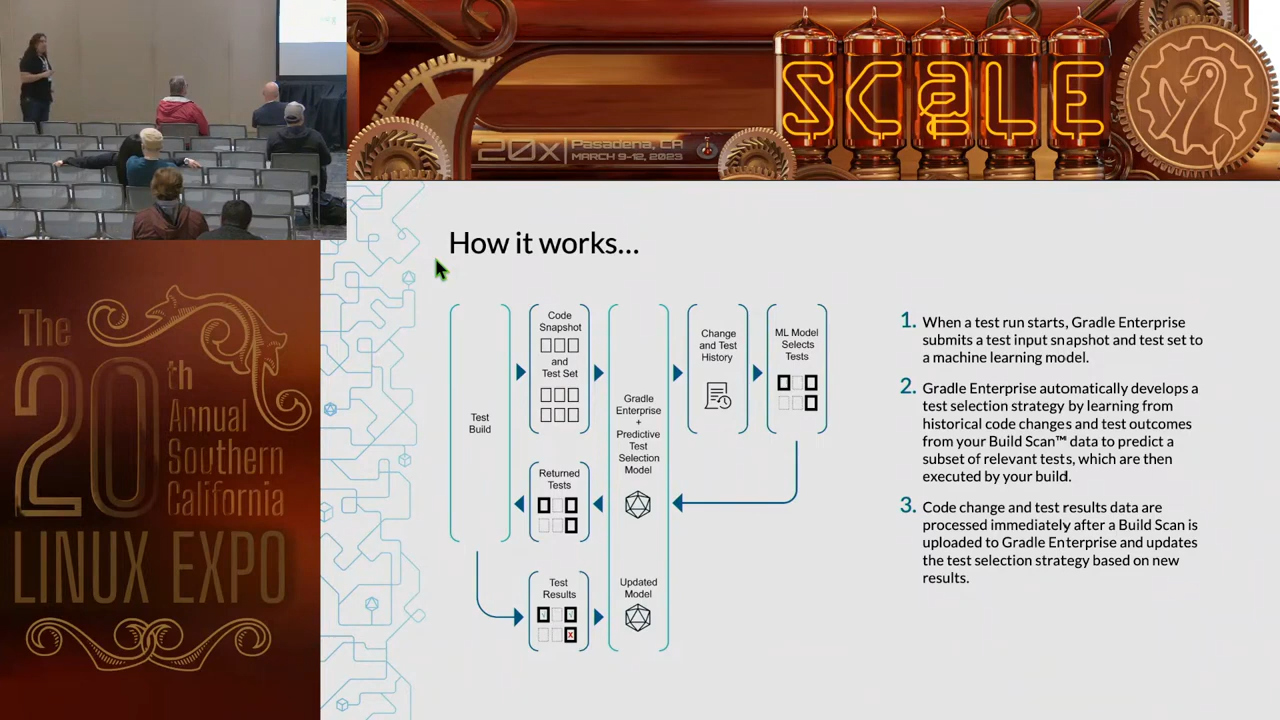 SCaLE
20x
Pasadena, CA
MARCH 9-12, 2023
The
20th
Annual
Southern
California
LINUX EXPO
How it works...
Test
Build
Code
Snapshot
and
Test Set
Gradle
Enterprise
+
Predictive
Test
Selection
Model
Change
and Test
History
ML Model
Selects
Tests
Returned
Tests
Test
Results
x
Updated
Model
1. When a test run starts, Gradle Enterprise
submits a test input snapshot and test set to
a machine learning model.
2. Gradle Enterprise automatically develops a
test selection strategy by learning from
historical code changes and test outcomes
from your Build Scan™ data to predict a
subset of relevant tests, which are then
executed by your build.
3. Code change and test results data are
processed immediately after a Build Scan is
uploaded to Gradle Enterprise and updates
the test selection strategy based on new
results.